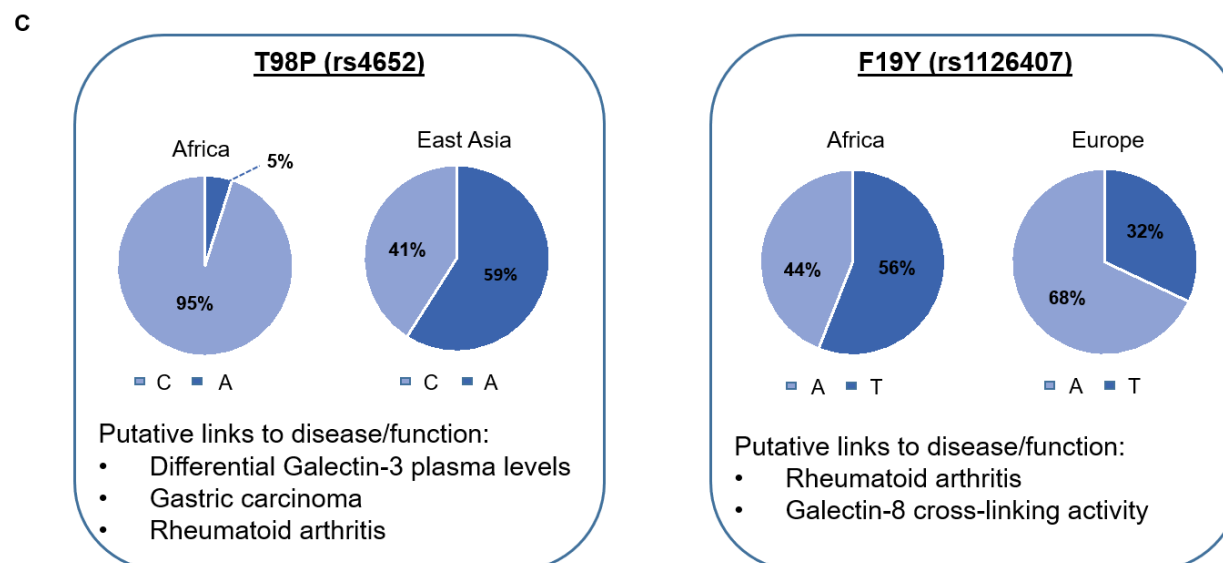 C
T98P (rs4652)
Africa
5%
95%
East Asia
41%
59%
C A
C A
Putative links to disease/function:
• Differential Galectin-3 plasma levels
• Gastric carcinoma
• Rheumatoid arthritis
F19Y (rs1126407)
Africa
44%
56%
Europe
32%
68%
A T
A T
Putative links to disease/function:
• Rheumatoid arthritis
• Galectin-8 cross-linking activity